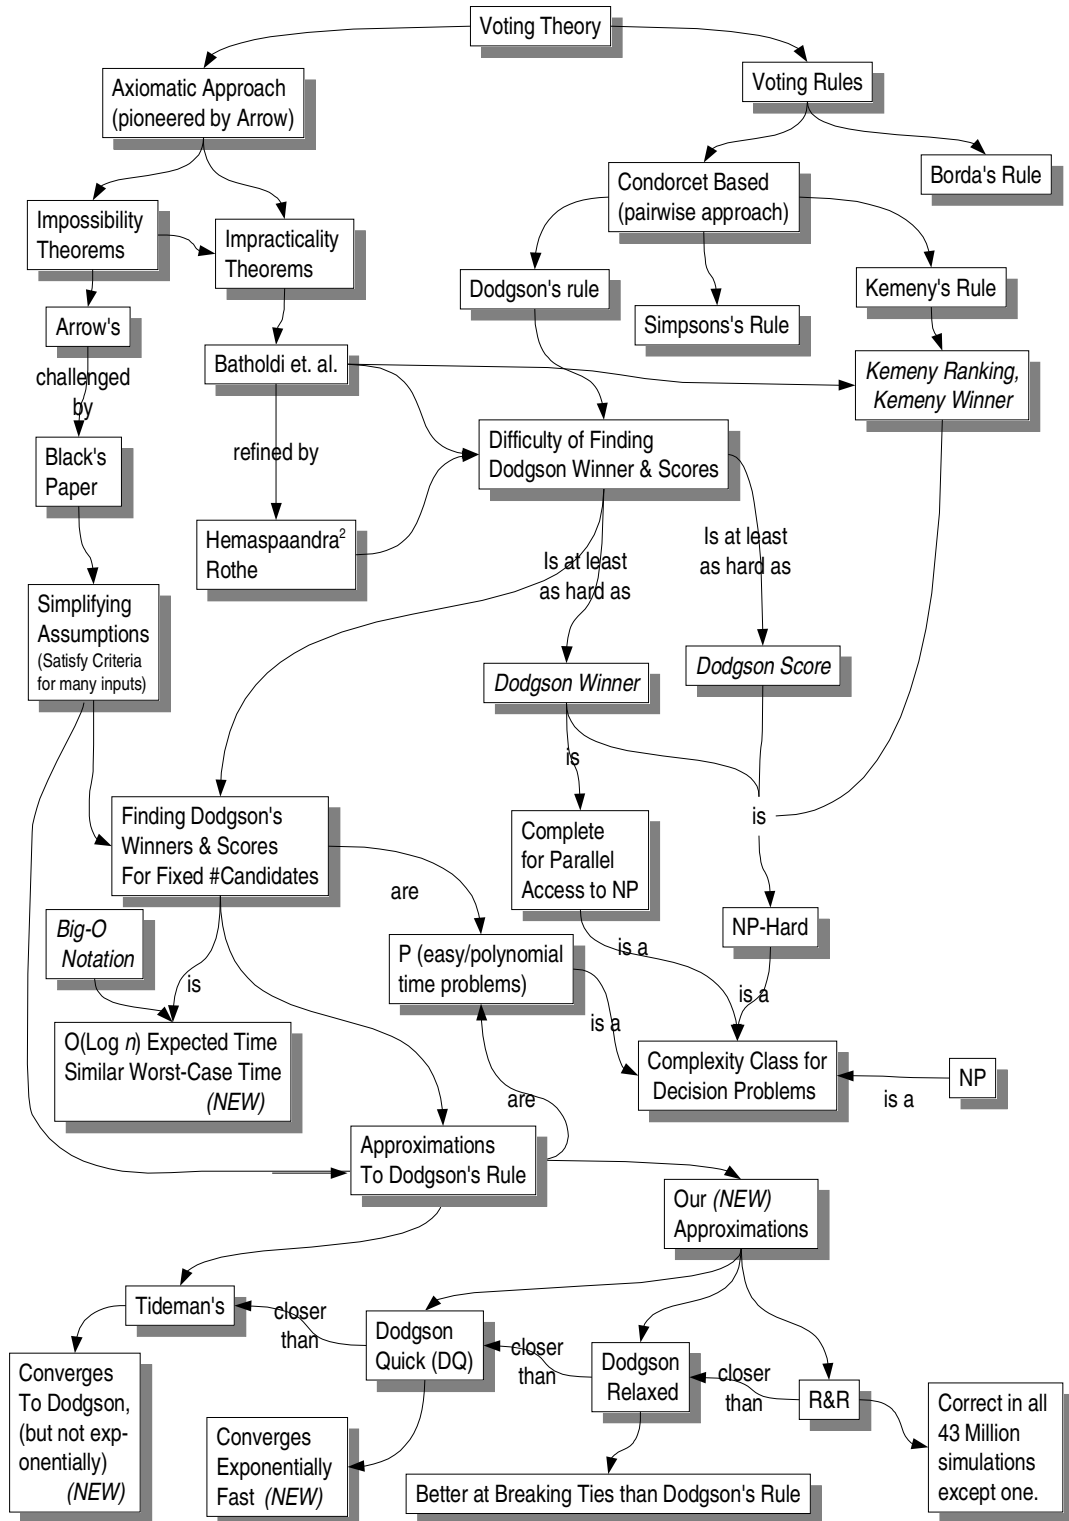 Voting Theory
Axiomatic Approach
(pioneered by Arrow)
Voting Rules
Condorcet Based
(pairwise approach)
Borda's Rule
Impossibility
Theorems
Impracticality
Theorems
Dodgson's rule
Kemeny's Rule
Simpsons's Rule
Arrow's
challenged
by
Batholdi et. al.
Kemeny Ranking,
Kemeny Winner
Black's
Paper
refined by
Difficulty of Finding
Dodgson Winner & Scores
Hemaspaandra²
Rothe
Is at least
as hard as
Is at least
as hard as
Simplifying
Assumptions
(Satisfy Criteria
for many inputs)
Dodgson Winner
Dodgson Score
is
is
Finding Dodgson's
Winners & Scores
For Fixed #Candidates
Complete
for Parallel
Access to NP
are
NP-Hard
Big-O
Notation
is
P (easy/polynomial
time problems)
is a
is a
is a
O(Log n) Expected Time
Similar Worst-Case Time
(NEW)
Complexity Class for
Decision Problems
NP
is a
are
Approximations
To Dodgson's Rule
Our (NEW)
Approximations
Tideman's
closer
than
Dodgson
Quick (DQ)
closer
than
Dodgson
Relaxed
closer
than
R&R
Converges
To Dodgson,
(but not exp-
onentially)
(NEW)
Converges
Exponentially
Fast (NEW)
Better at Breaking Ties than Dodgson's Rule
Correct in all
43 Million
simulations
except one.